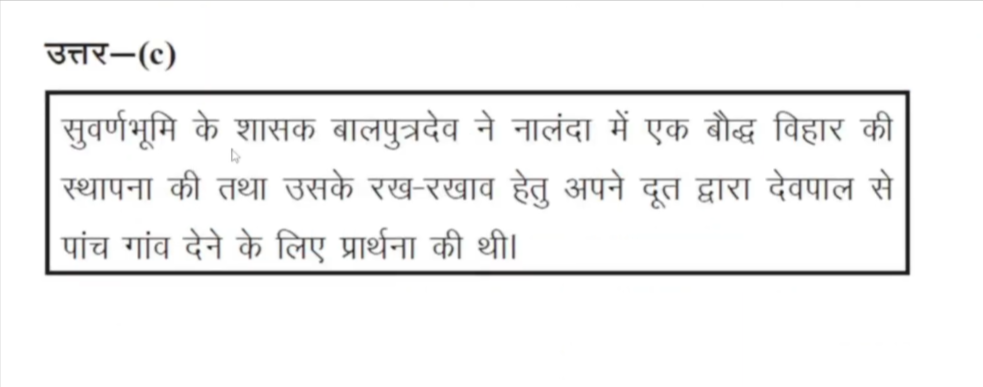 उत्तर—(c)
सुवर्णभूमि के शासक बालपुत्रदेव ने नालंदा में एक बौद्ध विहार की
स्थापना की तथा उसके रख-रखाव हेतु अपने दूत द्वारा देवपाल से
पांच गांव देने के लिए प्रार्थना की थी।